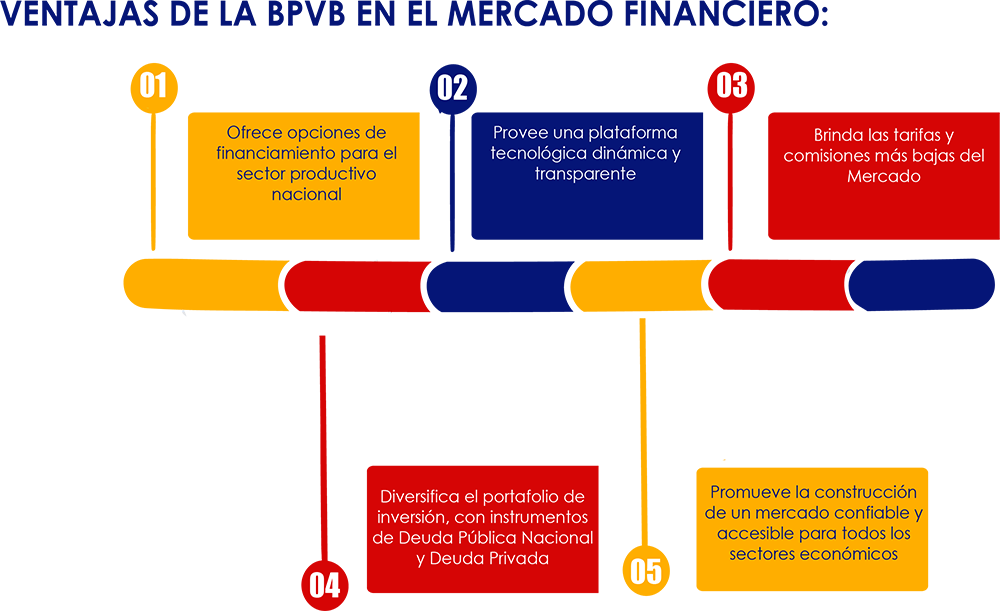 VENTAJAS DE LA BPVB EN EL MERCADO FINANCIERO:
01
Ofrece opciones de
financiamiento para el
sector productivo
nacional
02
Provee una plataforma
tecnológica dinámica y
transparente
03
Brinda las tarifas y
comisiones más bajas del
Mercado
04
Diversifica el portafolio de
inversión, con instrumentos
de Deuda Pública Nacional
y Deuda Privada
05
Promueve la construcción
de un mercado confiable y
accesible para todos los
sectores económicos